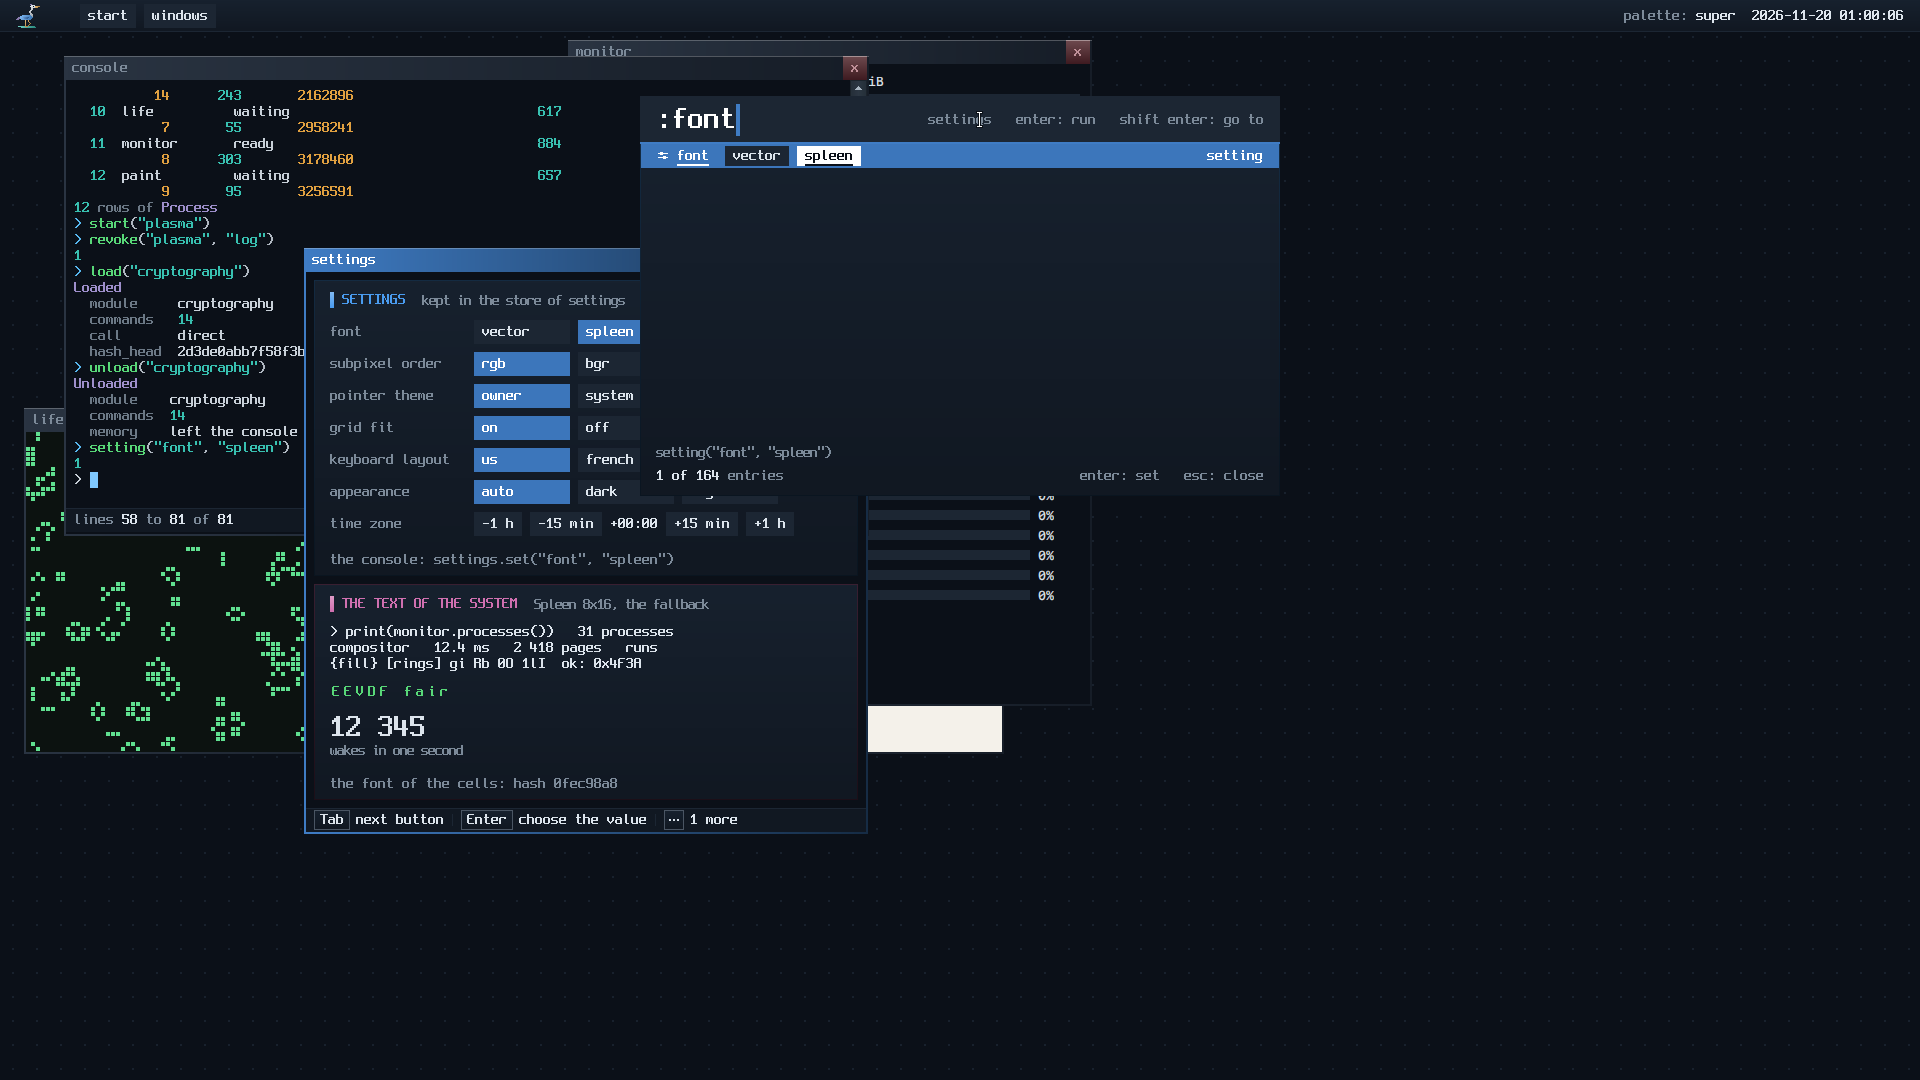 start windows palette: super 2026-11-20 01:00:06
monitor ×
console ×
iB
14 243 2162896
10 life waiting 617
7 55 2958241
11 monitor ready 884
8 303 3178460
12 paint waiting 657
9 95 3256591
12 rows of Process
> start("plasma")
> revoke("plasma", "log")
1
> load("cryptography")
Loaded
module cryptography
commands 14
call direct
hash_head 2d3de0abb7f58f3b
> unload("cryptography")
Unloaded
module cryptography
commands 14
memory left the console
> setting("font", "spleen")
1
>
lines 58 to 81 of 81
life
:font settings enter: run shift enter: go to
font vector spleen setting
setting("font", "spleen")
1 of 164 entries enter: set esc: close
settings
SETTINGS kept in the store of settings
font vector spleen
subpixel order rgb bgr
pointer theme owner system
grid fit on off
keyboard layout us french
appearance auto dark
time zone -1 h -15 min +00:00 +15 min +1 h
the console: settings.set("font", "spleen")
THE TEXT OF THE SYSTEM Spleen 8x16, the fallback
> print(monitor.processes()) 31 processes
compositor 12.4 ms 2 418 pages runs
{fill} [rings] gi Rb 0O 1lI ok: 0x4F3A
EEVDF fair
12 345
wakes in one second
the font of the cells: hash 0fec98a8
Tab next button Enter choose the value ··· 1 more
0%
0%
0%
0%
0%
0%